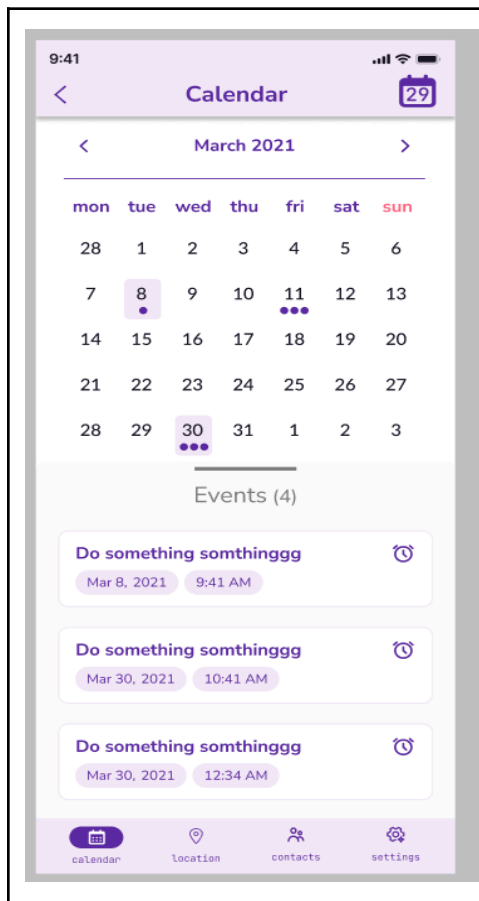 9:41
Calendar
29
March 2021
mon tue wed thu fri sat sun
28 1 2 3 4 5 6
7 8 9 10 11 12 13
14 15 16 17 18 19 20
21 22 23 24 25 26 27
28 29 30 31 1 2 3
Events (4)
Do something somthinggg
Mar 8, 2021 9:41 AM
Do something somthinggg
Mar 30, 2021 10:41 AM
Do something somthinggg
Mar 30, 2021 12:34 AM
calendar location contacts settings